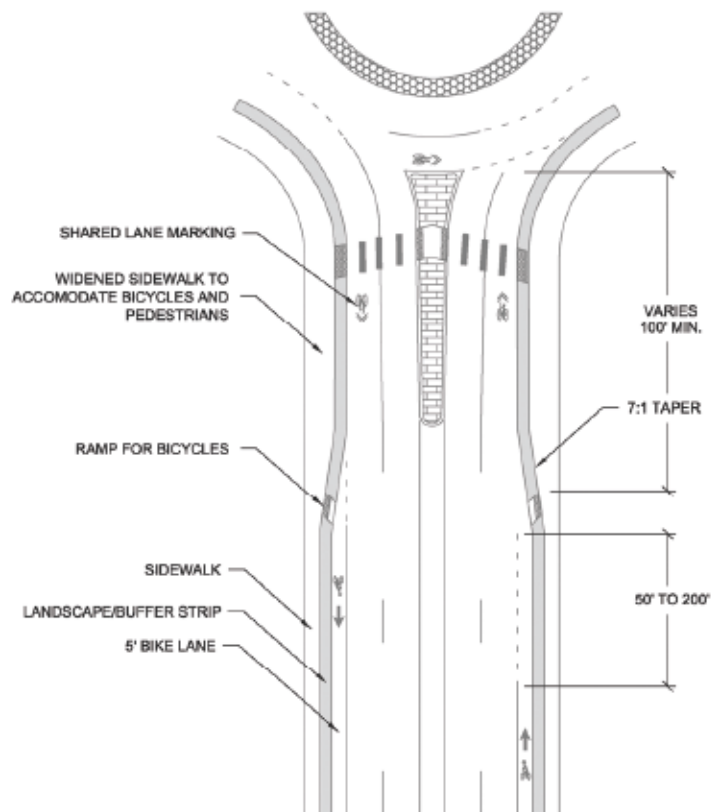 SHARED LANE MARKING
WIDENED SIDEWALK TO
ACCOMODATE BICYCLES AND
PEDESTRIANS
VARIES
100' MIN.
7:1 TAPER
RAMP FOR BICYCLES
SIDEWALK
LANDSCAPE/BUFFER STRIP
5' BIKE LANE
50' TO 200'